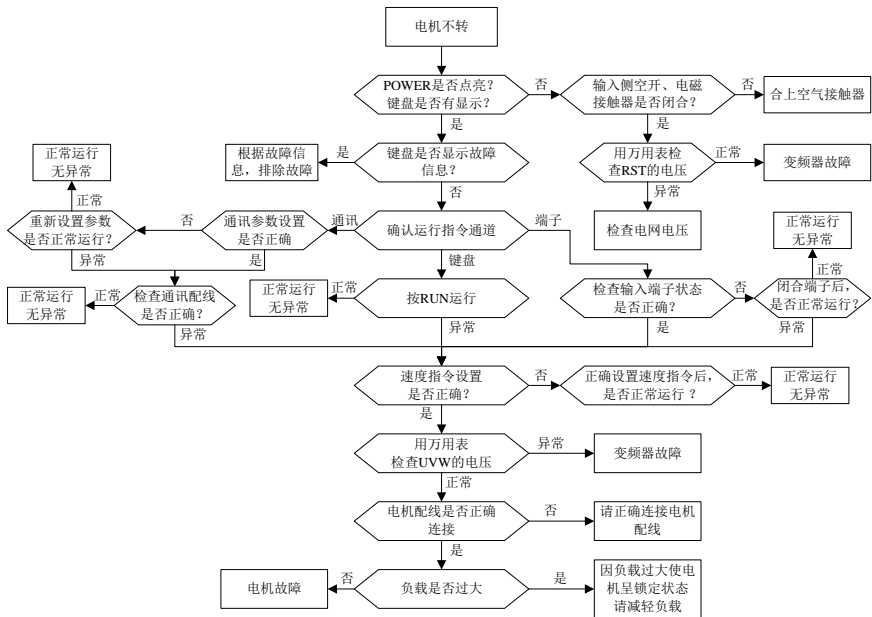 电机不转
POWER是否点亮？
键盘是否有显示？
否
输入侧空开、电磁
接触器是否闭合？
否
合上空气接触器
是
是
正常运行
无异常
根据故障信
息，排除故障
是
键盘是否显示故障
信息？
用万用表检
查RST的电压
正常
变频器故障
正常
否
异常
重新设置参数
是否正常运行？
否
通讯参数设置
是否正确
通讯
确认运行指令通道
端子
检查电网电压
正常运行
无异常
异常
是
键盘
正常
正常运行
无异常
正常
检查通讯配线
是否正确？
正常运行
无异常
正常
按RUN运行
检查输入端子状态
是否正确？
否
闭合端子后，
是否正常运行？
异常
异常
是
异常
速度指令设置
是否正确？
否
正确设置速度指令后，
是否正常运行 ？
正常
正常运行
无异常
是
用万用表
检查UVW的电压
异常
变频器故障
正常
电机配线是否正确
连接
否
请正确连接电机
配线
是
电机故障
否
负载是否过大
是
因负载过大使电
机呈锁定状态
请减轻负载